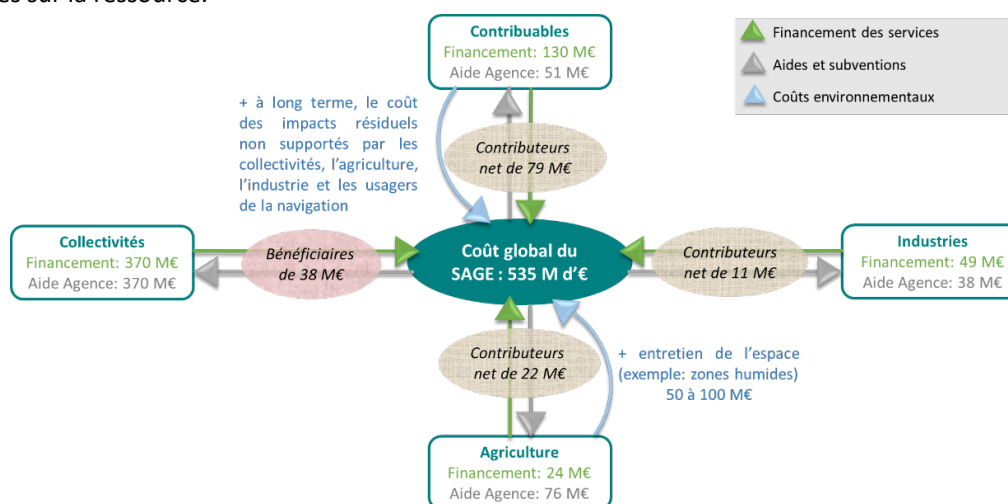 es sur la ressource.
Contribuables
Financement: 130 M€
Aide Agence: 51 M€
Financement des services
Aides et subventions
Coûts environnementaux
+ à long terme, le coût
des impacts résiduels
non supportés par les
collectivités, l’agriculture,
l’industrie et les usagers
de la navigation
Contributeurs
net de 79 M€
Collectivités
Financement: 370 M€
Aide Agence: 370 M€
Bénéficiaires
de 38 M€
Coût global du
SAGE : 535 M d’€
Contributeurs
net de 11 M€
Industries
Financement: 49 M€
Aide Agence: 38 M€
Contributeurs
net de 22 M€
+ entretien de l’espace
(exemple: zones humides)
50 à 100 M€
Agriculture
Financement: 24 M€
Aide Agence: 76 M€